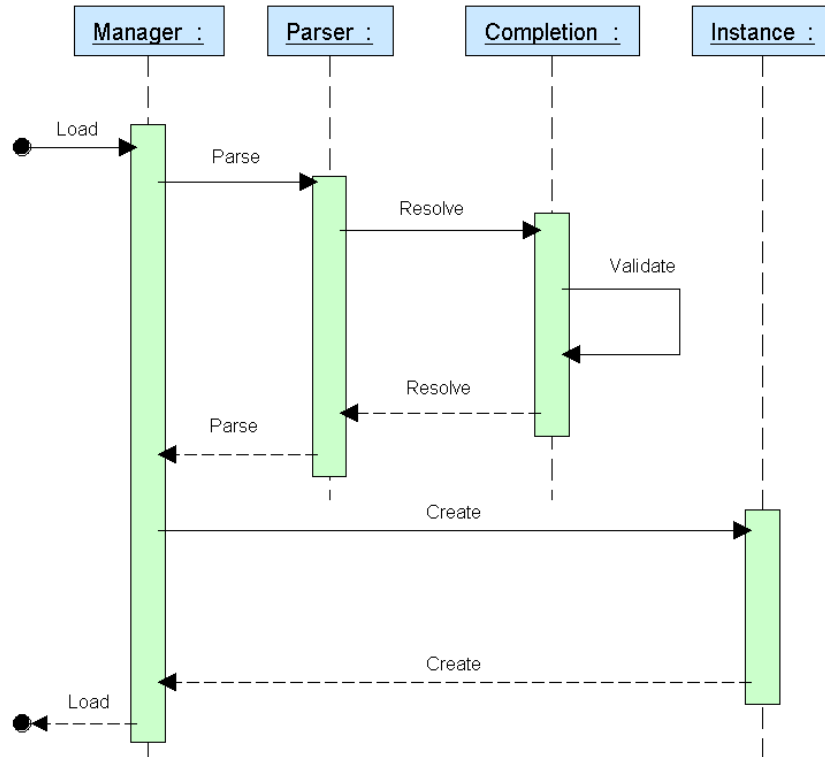 Manager :
Parser :
Completion :
Instance :
Load
Parse
Resolve
Validate
Resolve
Parse
Create
Create
Load